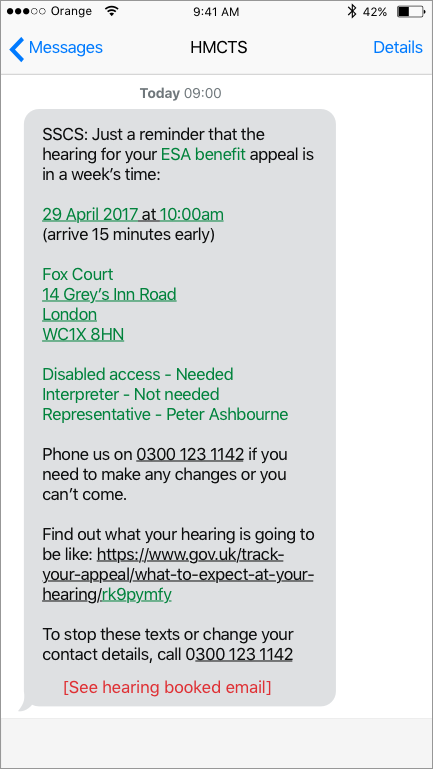 Orange 9:41 AM 42%
Messages HMCTS Details
Today 09:00
SSCS: Just a reminder that the
hearing for your ESA benefit appeal is
in a week's time:
29 April 2017 at 10:00am
(arrive 15 minutes early)
Fox Court
14 Grey's Inn Road
London
WC1X 8HN
Disabled access - Needed
Interpreter - Not needed
Representative - Peter Ashbourne
Phone us on 0300 123 1142 if you
need to make any changes or you
can't come.
Find out what your hearing is going to
be like: https://www.gov.uk/track-
your-appeal/what-to-expect-at-your-
hearing/rk9pymfy
To stop these texts or change your
contact details, call 0300 123 1142
[See hearing booked email]